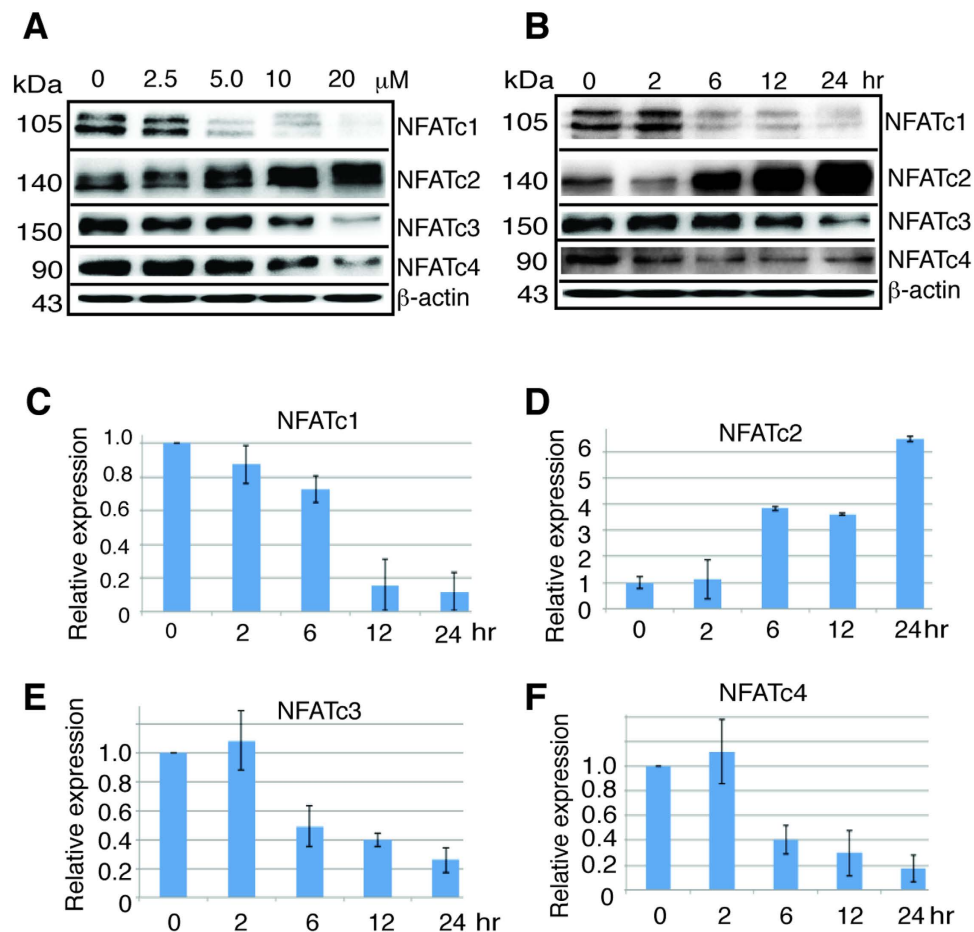 A
kDa 0 2.5 5.0 10 20 μM
105 NFATc1
140 NFATc2
150 NFATc3
90 NFATc4
43 β-actin
B
kDa 0 2 6 12 24 hr
105 NFATc1
140 NFATc2
150 NFATc3
90 NFATc4
43 β-actin
C
NFATc1
Relative expression
1.0
0.8
0.6
0.4
0.2
0
0 2 6 12 24 hr
D
NFATc2
Relative expression
6
5
4
3
2
1
0
0 2 6 12 24 hr
E
NFATc3
Relative expression
1.0
0.8
0.6
0.4
0.2
0
0 2 6 12 24 hr
F
NFATc4
Relative expression
1.0
0.8
0.6
0.4
0.2
0
0 2 6 12 24 hr